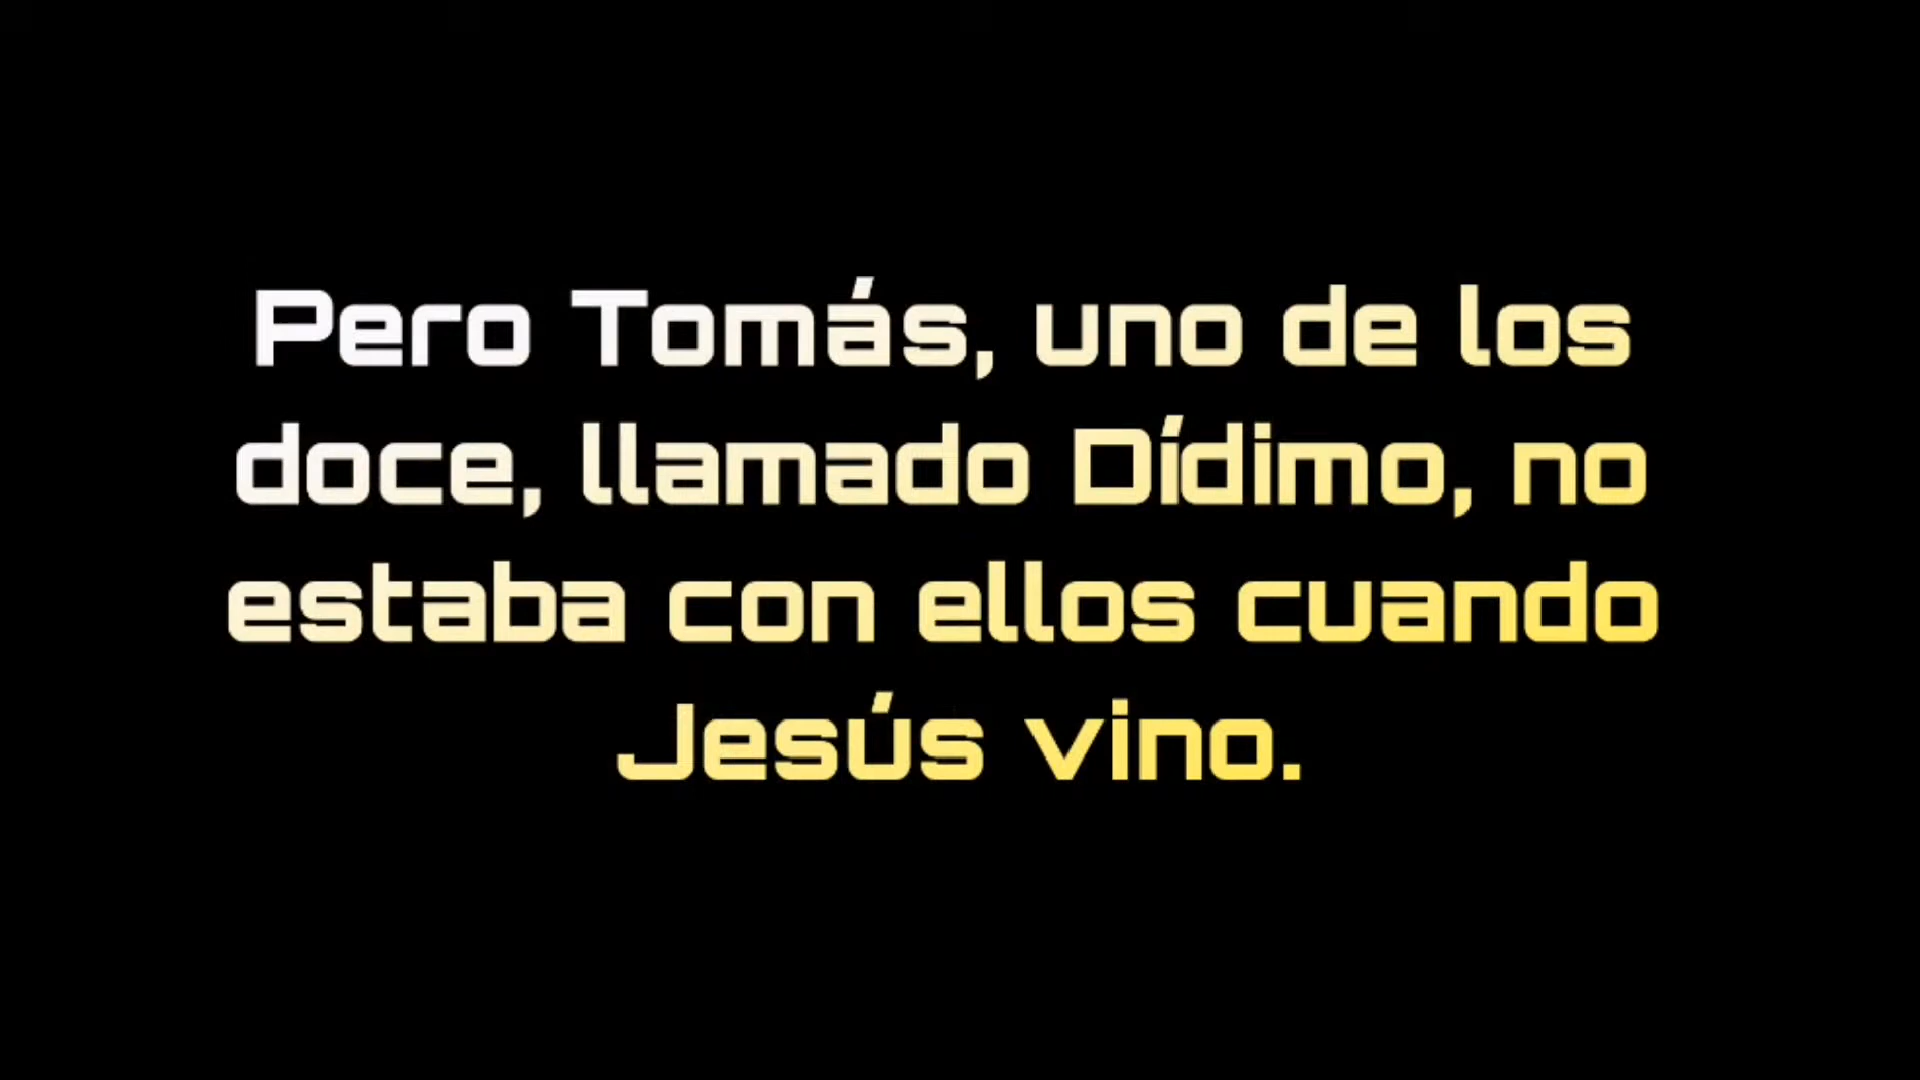 Pero Tomás, uno de los
doce, llamado Dídimo, no
estaba con ellos cuando
Jesús vino.